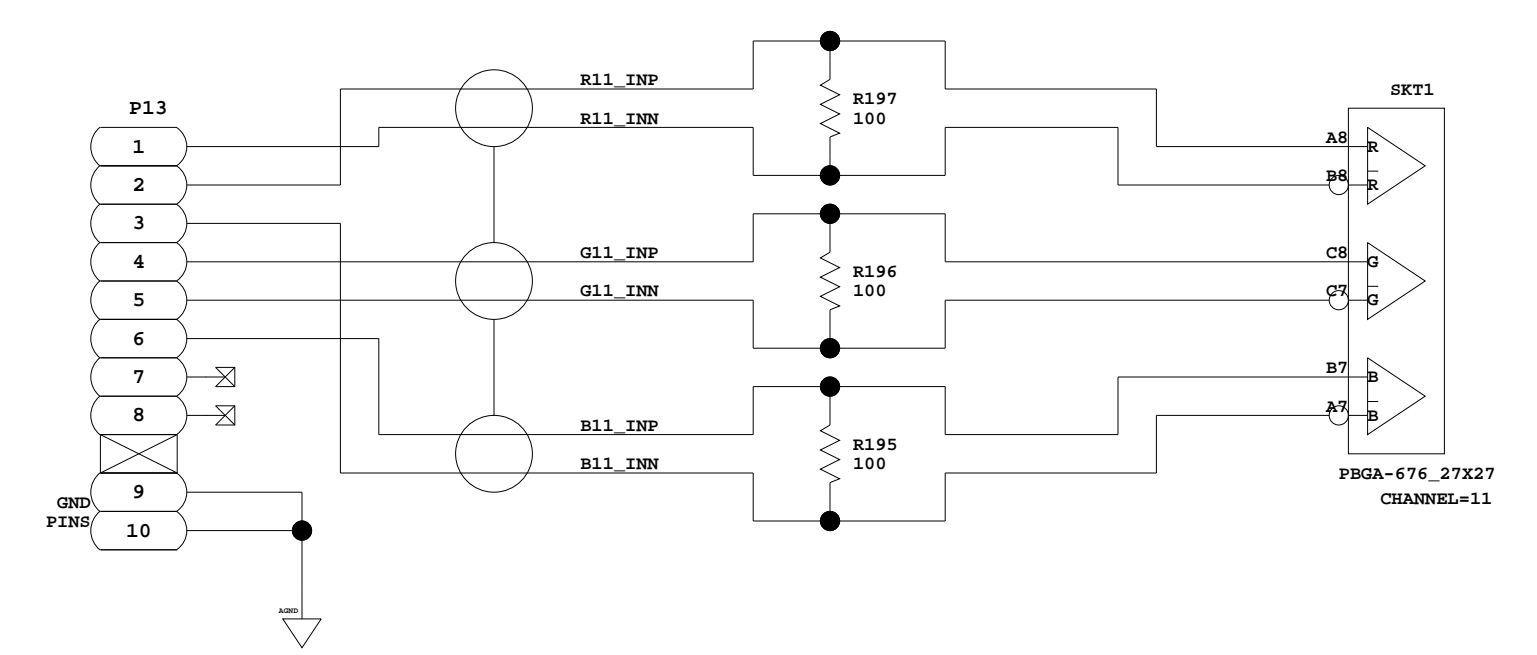 P13
1
2
3
4
5
6
7
8
9
10
GND
PINS
AGND
R11_INP
R11_INN
G11_INP
G11_INN
B11_INP
B11_INN
R197
100
R196
100
R195
100
SKT1
A8 R
B8 R
C8 G
C7 G
B7 B
A7 B
PBGA-676_27X27
CHANNEL=11